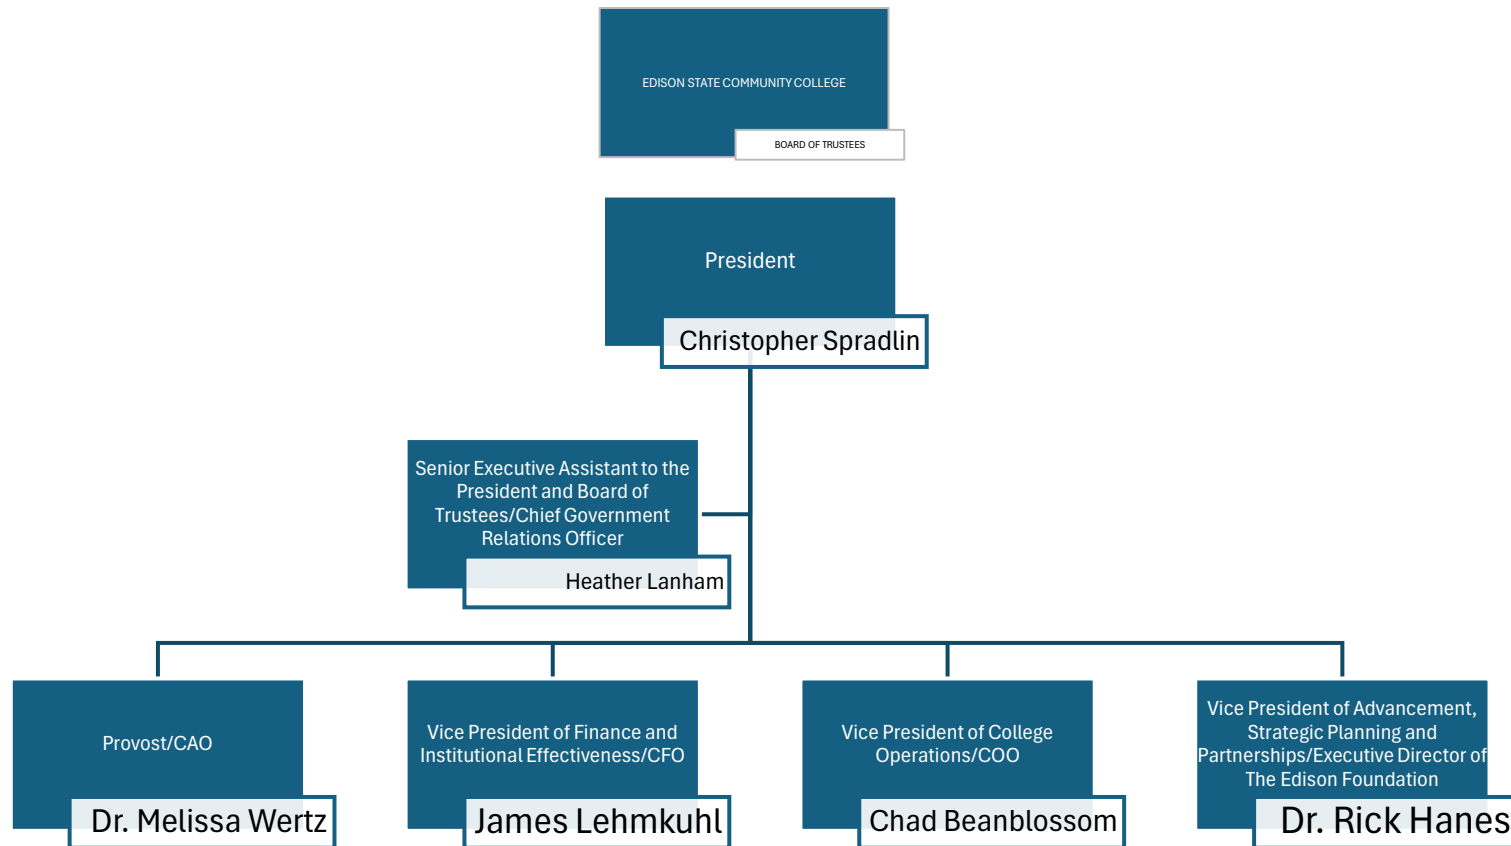 EDISON STATE COMMUNITY COLLEGE
BOARD OF TRUSTEES
President
Christopher Spradlin
Senior Executive Assistant to the
President and Board of
Trustees/Chief Government
Relations Officer
Heather Lanham
Provost/CAO
Dr. Melissa Wertz
Vice President of Finance and
Institutional Effectiveness/CFO
James Lehmkuhl
Vice President of College
Operations/COO
Chad Beanblossom
Vice President of Advancement,
Strategic Planning and
Partnerships/Executive Director of
The Edison Foundation
Dr. Rick Hanes